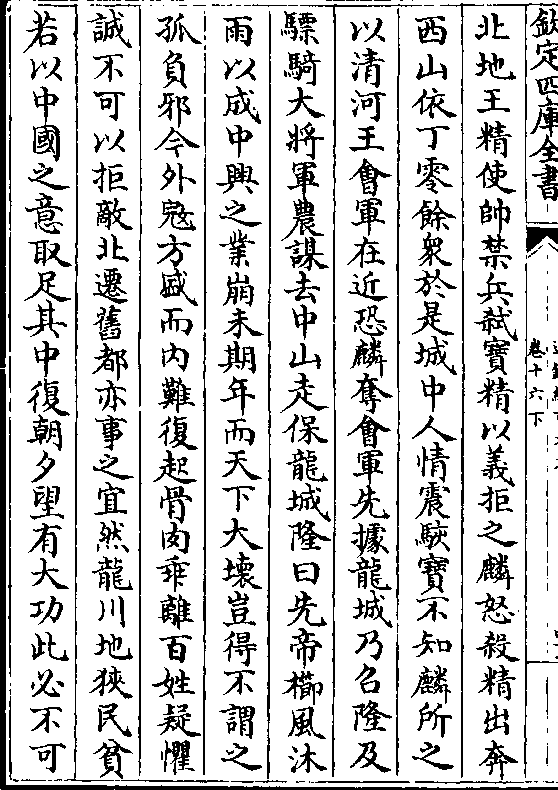 欽定四庫全書
卷十六下
北地王精使帥禁兵弒寶精以義拒之麟怒殺精出奔
西山依丁零餘衆於是城中人情震駭寶不知麟所之
以清河王會軍在近恐麟奪會軍先據龍城乃召隆及
驃騎大將軍農謀去中山走保龍城隆曰先帝櫛風沐
雨以成中興之業崩未期年而天下大壞豈得不謂之
孤負邪今外寇方盛而内難復起骨肉乖離百姓疑懼
誠不可以拒敵北遷舊都亦事之宜然龍川地狹民貧
若以中國之意取足其中復朝夕望有大功此必不可